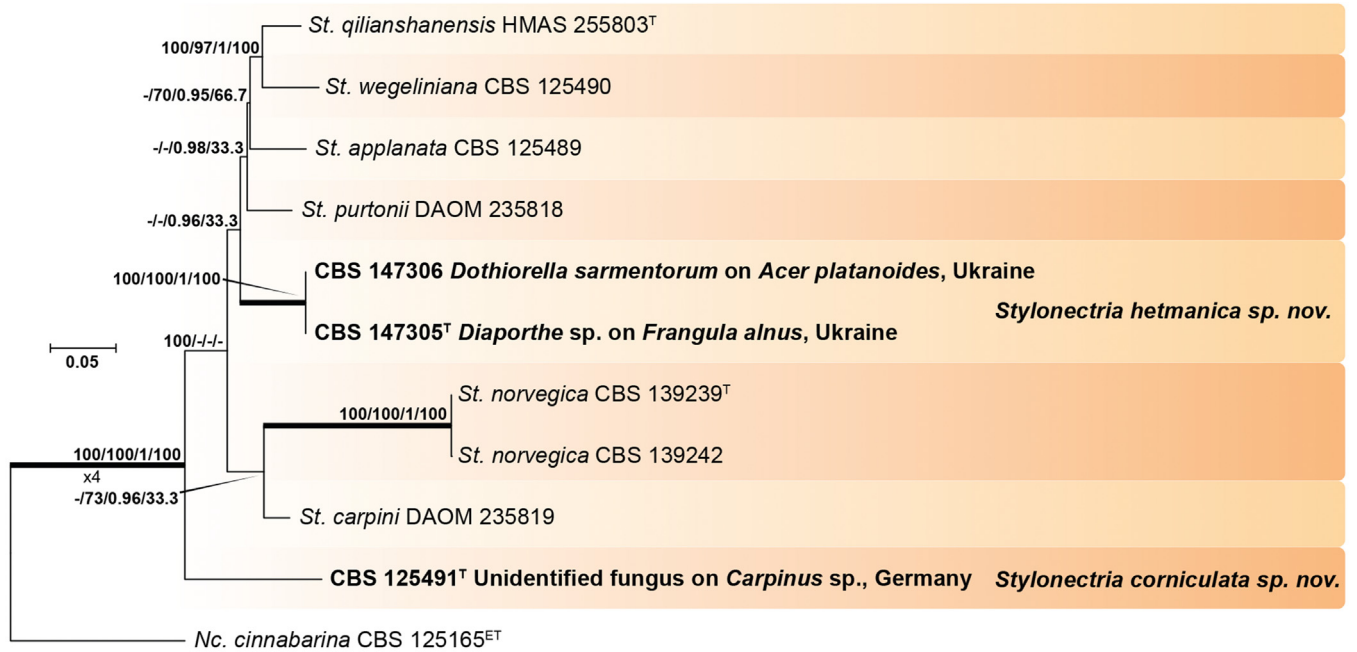 St. qilianshanensis HMAS 255803ᵀ
100/97/1/100
St. wegeliniana CBS 125490
-/70/0.95/66.7
St. applanata CBS 125489
-/-/0.98/33.3
St. purtonii DAOM 235818
-/-/0.96/33.3
CBS 147306 Dothiorella sarmentorum on Acer platanoides, Ukraine
100/100/1/100
Stylonectria hetmanica sp. nov.
CBS 147305ᵀ Diaporthe sp. on Frangula alnus, Ukraine
100/-/-/-
0.05
St. norvegica CBS 139239ᵀ
100/100/1/100
St. norvegica CBS 139242
100/100/1/100
x4
-/73/0.96/33.3
St. carpini DAOM 235819
CBS 125491ᵀ Unidentified fungus on Carpinus sp., Germany Stylonectria corniculata sp. nov.
Nc. cinnabarina CBS 125165ᴱᵀ